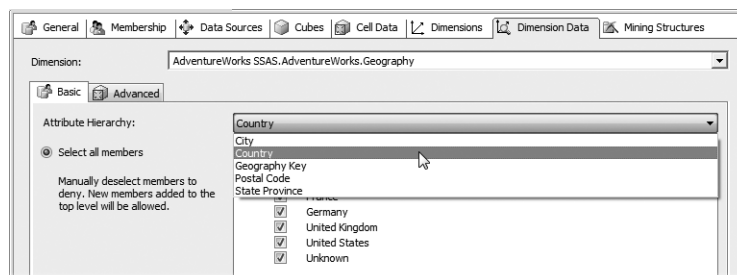 General Membership Data Sources Cubes Cell Data Dimensions Dimension Data Mining Structures
Dimension: AdventureWorks SSAS.AdventureWorks.Geography
Basic Advanced
Attribute Hierarchy: Country
City
Select all members Country
Geography Key
Manually deselect members to Postal Code
deny. New members added to the State Province
top level will be allowed. France
Germany
United Kingdom
United States
Unknown